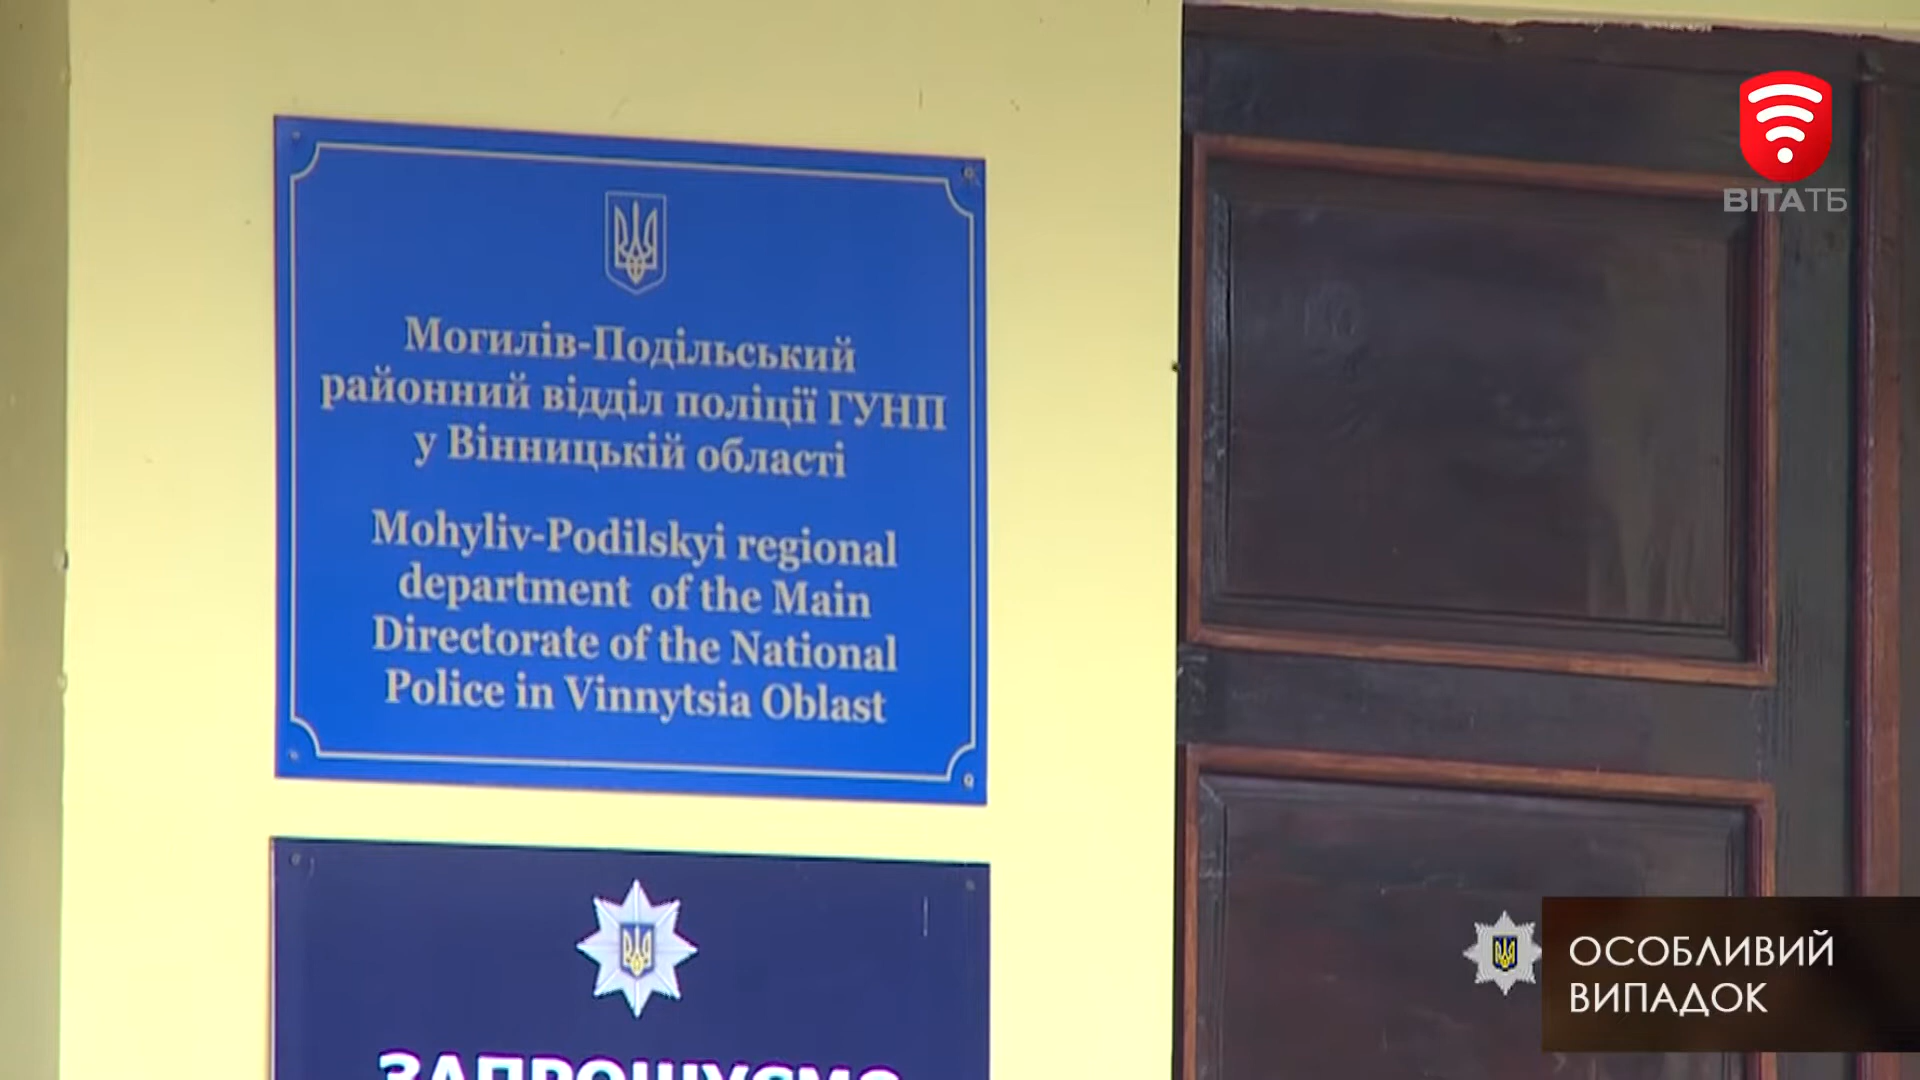 ВІТАТБ
Могилів-Подільський
районний відділ поліції ГУНП
у Вінницькій області
Mohyliv-Podilskyi regional
department of the Main
Directorate of the National
Police in Vinnytsia Oblast
ЗАПРОШУЄМО
ОСОБЛИВИЙ
ВИПАДОК